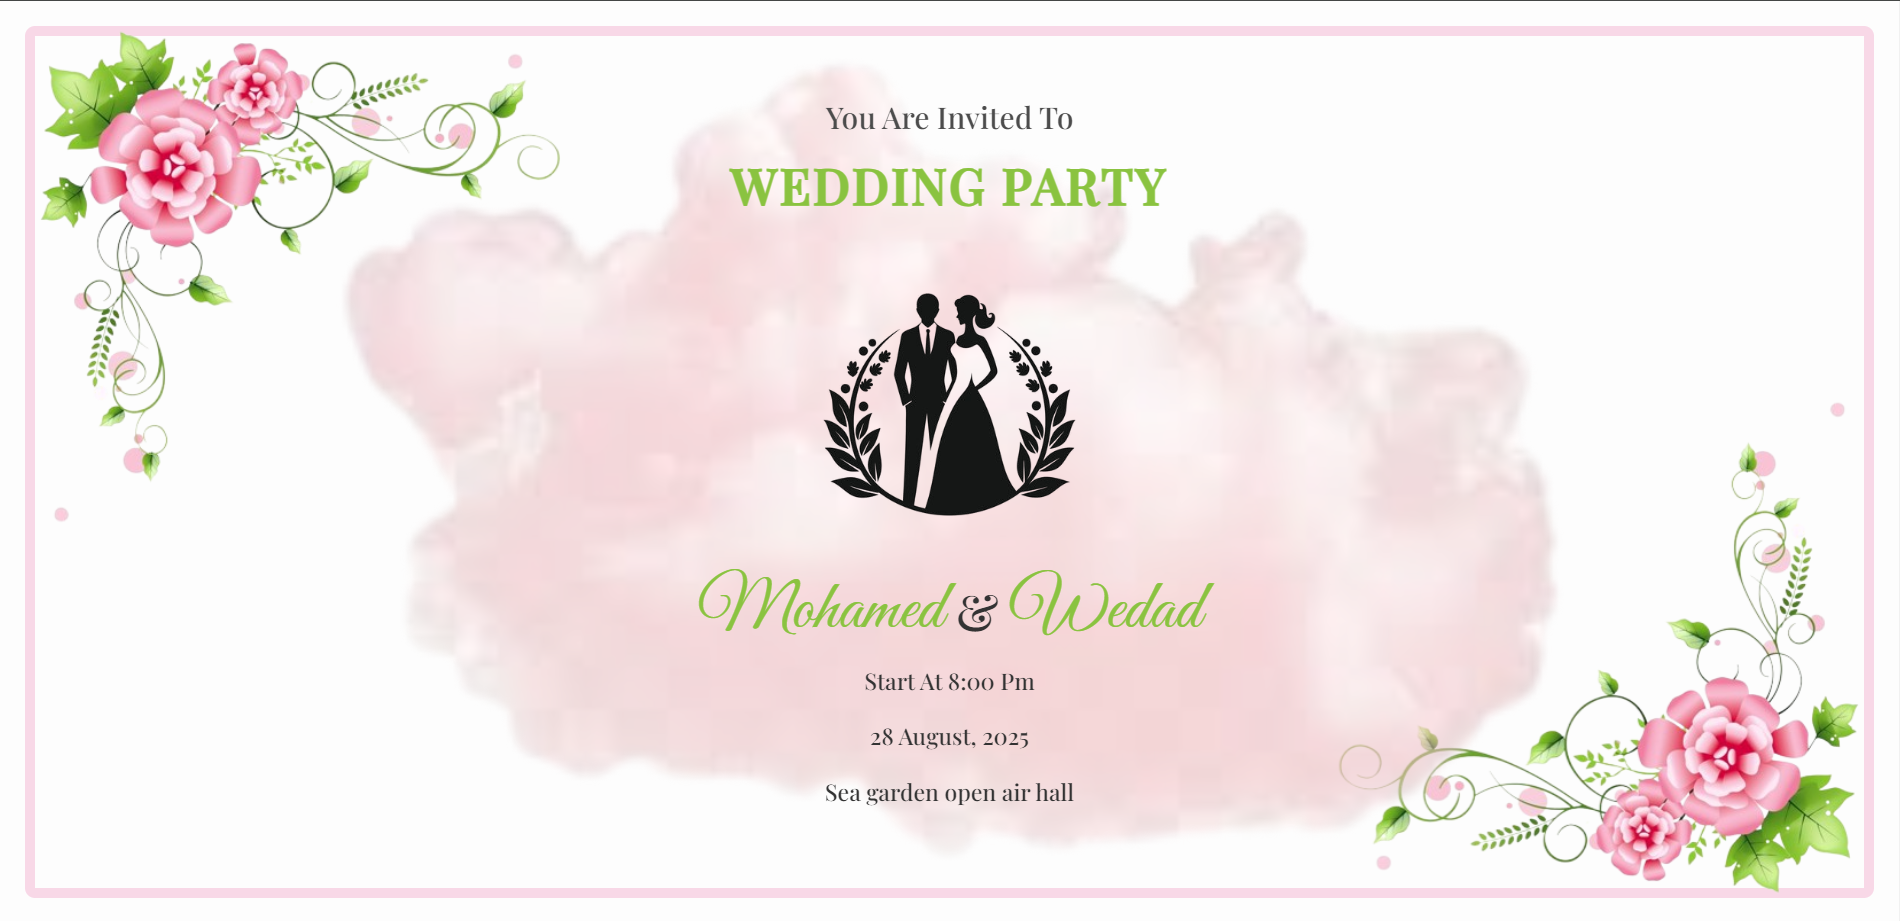 You Are Invited To
WEDDING PARTY
Mohamed & Wedad
Start At 8:00 Pm
28 August, 2025
Sea garden open air hall